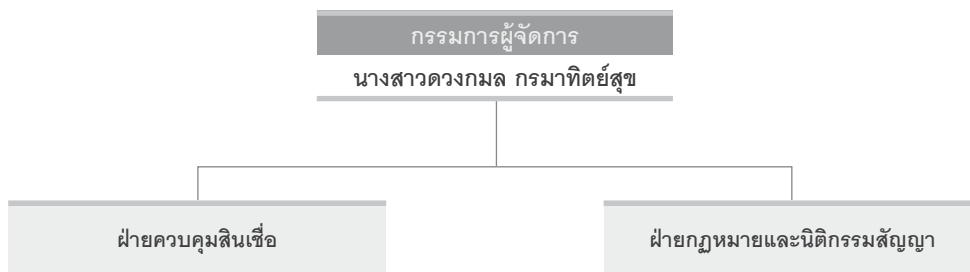 กรรมการผู้จัดการ
นางสาวดวงกมล กรมาทิตย์สุข
ฝ่ายควบคุมสินเชื่อ
ฝ่ายกฎหมายและนิติกรรมสัญญา